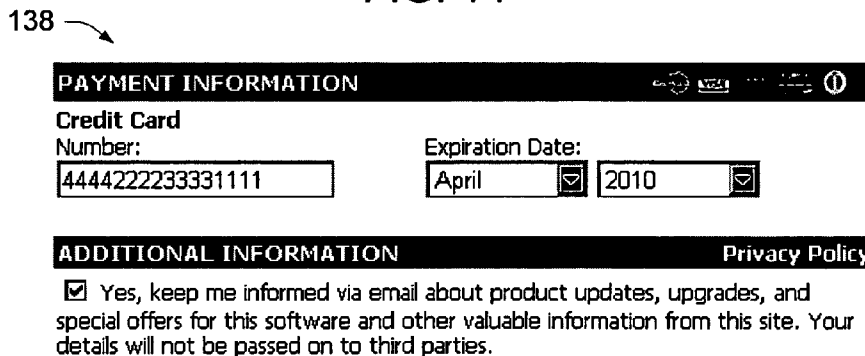 138
PAYMENT INFORMATION
Credit Card
Number: Expiration Date:
4444222233331111 April 2010
ADDITIONAL INFORMATION Privacy Policy
Yes, keep me informed via email about product updates, upgrades, and
special offers for this software and other valuable information from this site. Your
details will not be passed on to third parties.